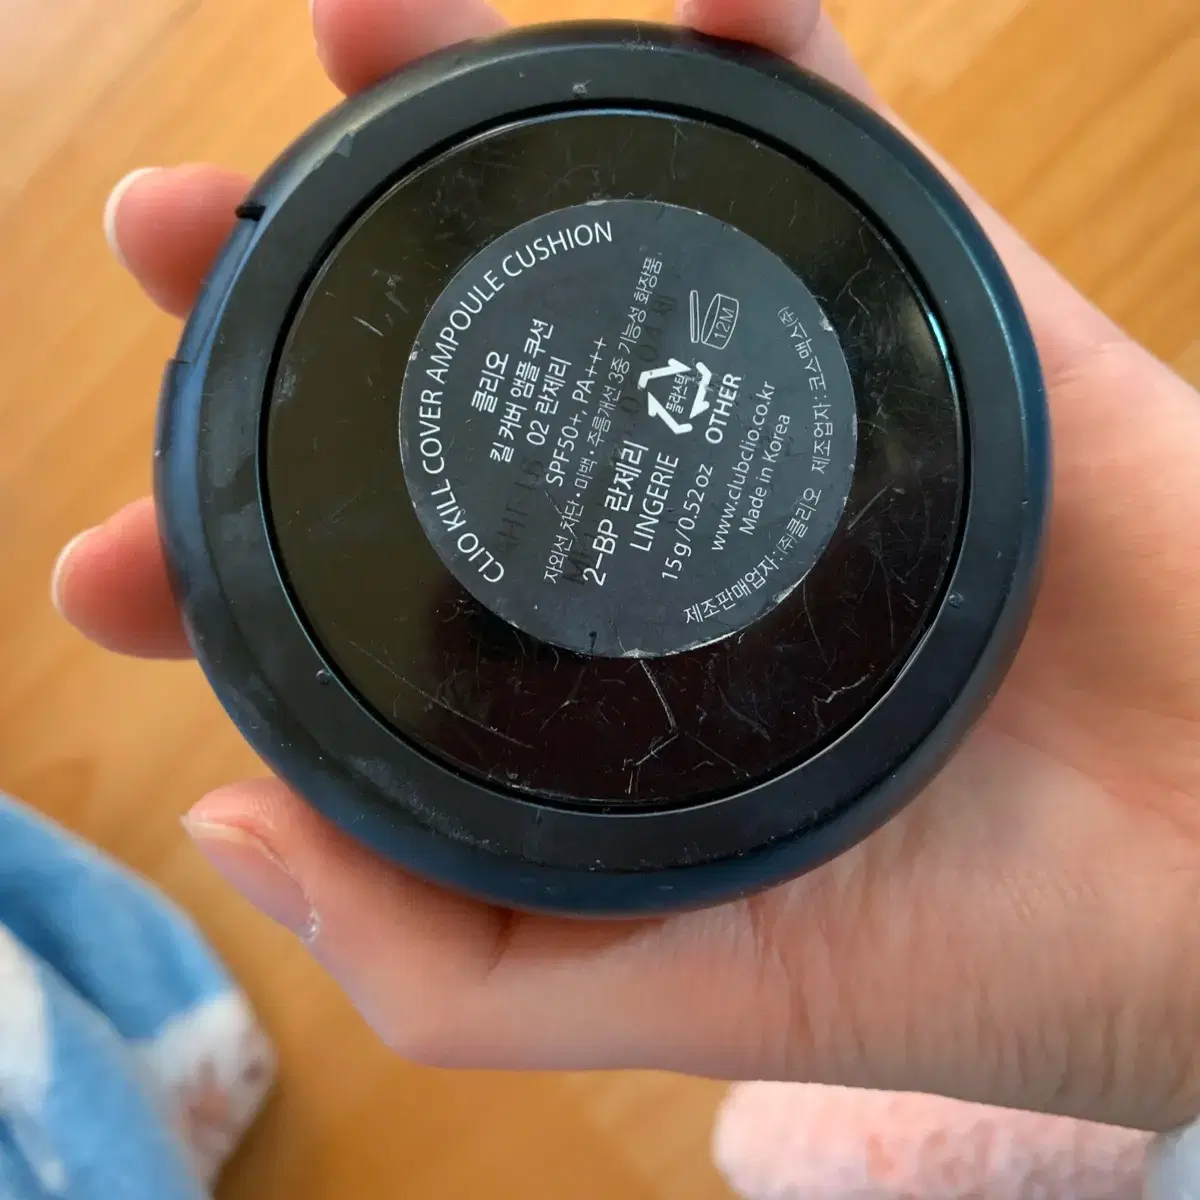 CLIO KILL COVER AMPOULE CUSHION
클리오
킬 커버 앰플 쿠션
02 란제리
SPF50+, PA+++
자외선 차단·미백·주름개선 3중 기능성 화장품
2-BP 란제리
LINGERIE
15g/0.52oz
플라스틱
OTHER
12M
www.clubclio.co.kr
Made in Korea
제조판매업자:㈜클리오 제조업자:코스맥스㈜